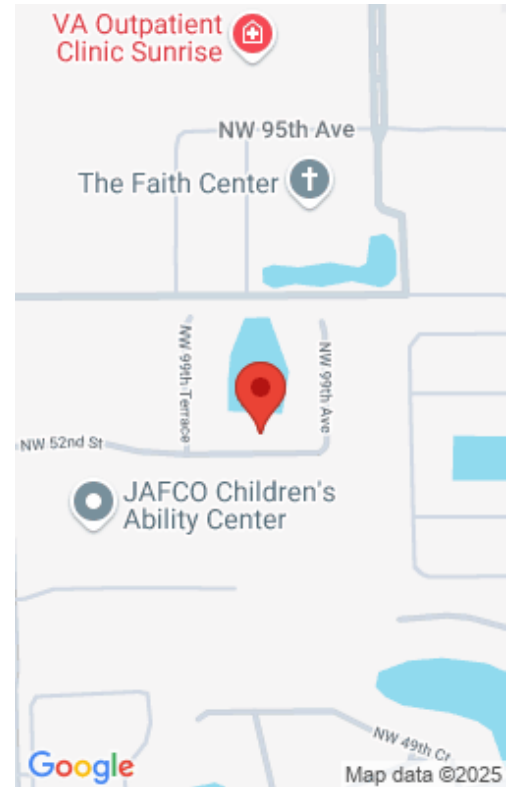 VA Outpatient
Clinic Sunrise
NW 95th Ave
The Faith Center
NW 99th Terrace
NW 99th Ave
NW 52nd St
JAFCO Children's
Ability Center
NW 49th Ct
Google
Map data ©2025